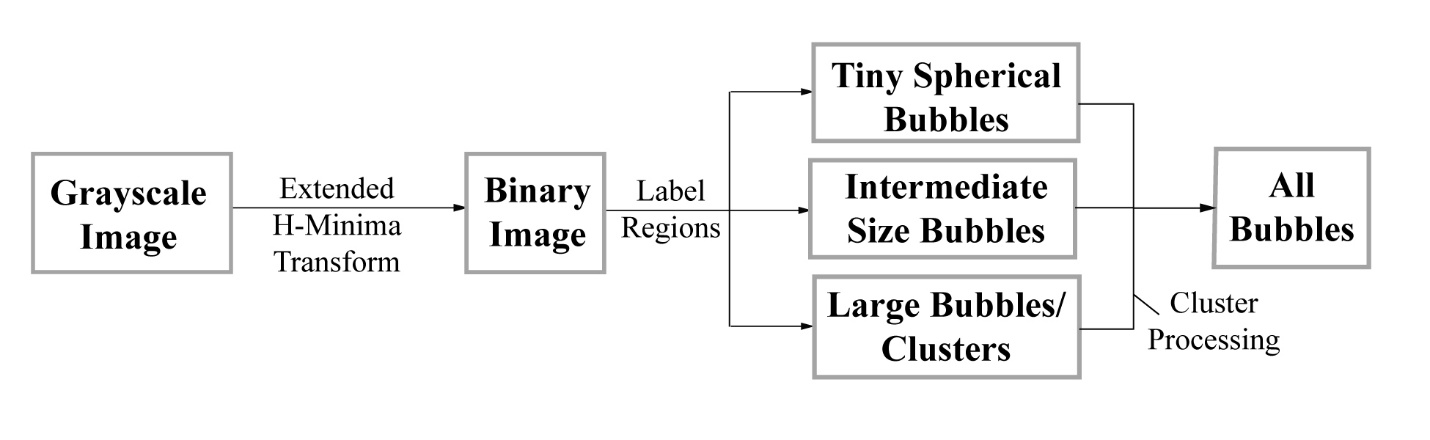 Grayscale
Image
Extended
H-Minima
Transform
Binary
Image
Label
Regions
Tiny Spherical
Bubbles
Intermediate
Size Bubbles
Large Bubbles/
Clusters
Cluster
Processing
All
Bubbles